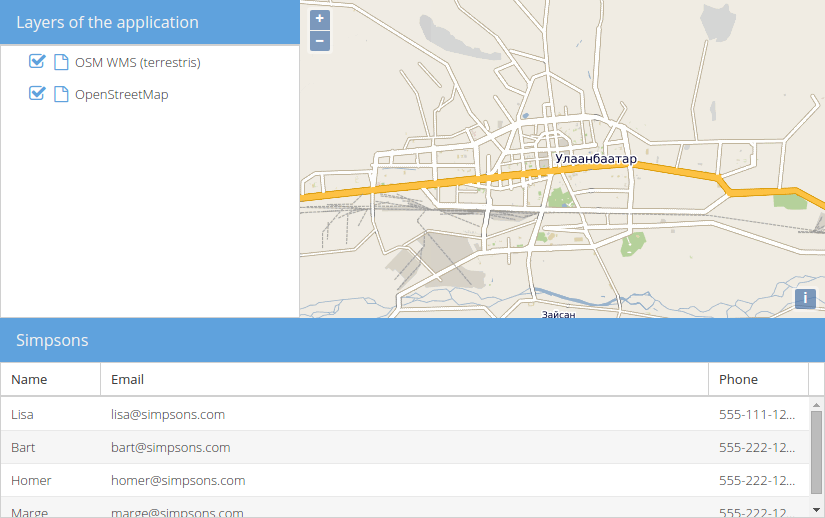 Layers of the application
OSM WMS (terrestris)
OpenStreetMap
+
−
Улаанбаатар
i
Зайсан
Simpsons
Name Email Phone
Lisa lisa@simpsons.com 555-111-12...
Bart bart@simpsons.com 555-222-12...
Homer homer@simpsons.com 555-222-12...
Marge marge@simpsons.com 555-222-12...